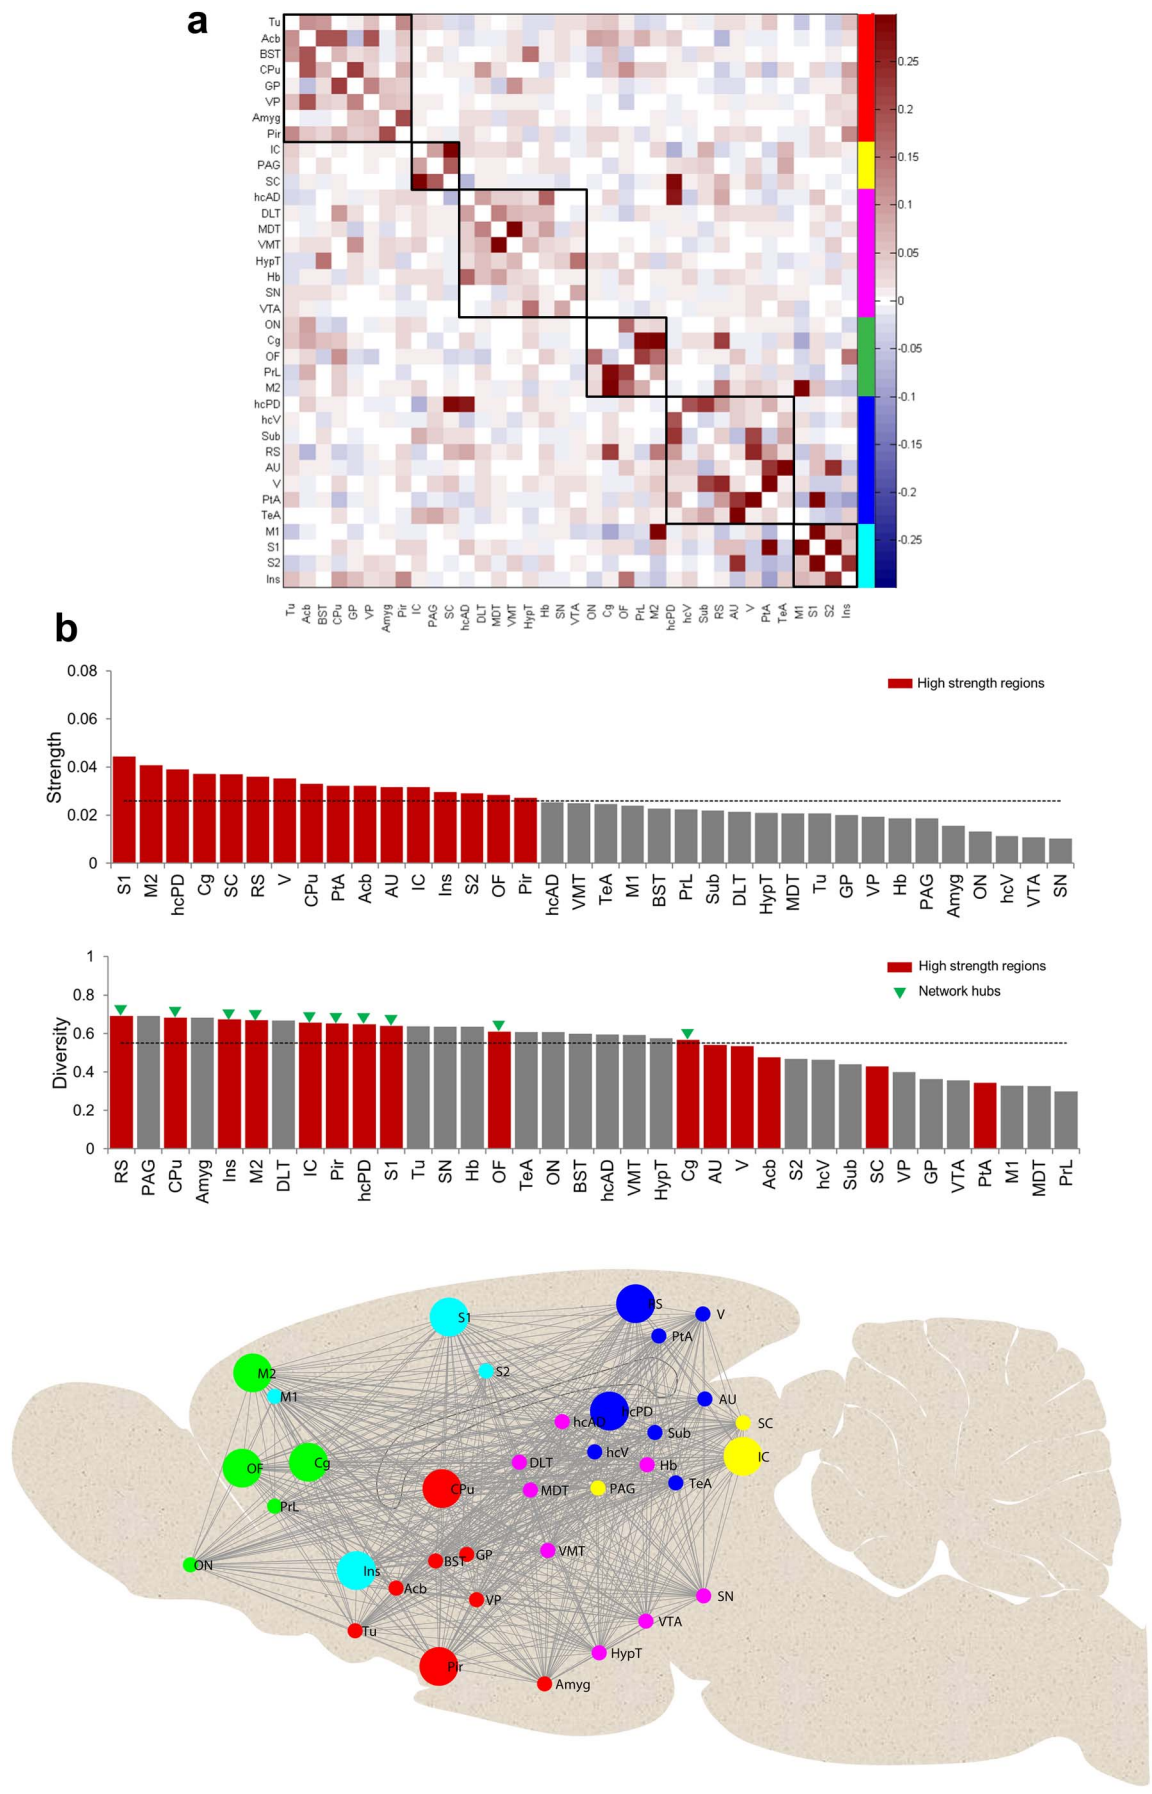 a
Tu
Acb
BST
CPu
GP
VP
Amyg
Pir
IC
PAG
SC
hcAD
DLT
MDT
VMT
HypT
Hb
SN
VTA
ON
Cg
OF
PrL
M2
hcPD
hcV
Sub
RS
AU
V
PtA
TeA
M1
S1
S2
Ins
0.25
0.2
0.15
0.1
0.05
0
-0.05
-0.1
-0.15
-0.2
-0.25
Tu Acb BST CPu GP VP Amyg Pir IC PAG SC hcAD DLT MDT VMT HypT Hb SN VTA ON Cg OF PrL M2 hcPD hcV Sub RS AU V PtA TeA M1 S1 S2 Ins
b
Strength
0.08
0.06
0.04
0.02
0
High strength regions
S1 M2 hcPD Cg SC RS V CPu PtA Acb AU IC Ins S2 OF Pir hcAD VMT TeA M1 BST PrL Sub DLT HypT MDT Tu GP VP Hb PAG Amyg ON hcV VTA SN
Diversity
1
0.8
0.6
0.4
0.2
0
High strength regions
Network hubs
RS PAG CPu Amyg Ins M2 DLT IC Pir hcPD S1 Tu SN Hb OF TeA ON BST hcAD VMT HypT Cg AU V Acb S2 hcV Sub SC VP GP VTA PtA M1 MDT PrL
S1
RS
V
PtA
M2
S2
M1
AU
hcPD
hcAD
SC
Sub
hcV
IC
OF
Cg
DLT
Hb
TeA
CPu
MDT
PAG
PrL
VMT
GP
BST
ON
Ins
Acb
VP
SN
VTA
Tu
HypT
Pir
Amyg